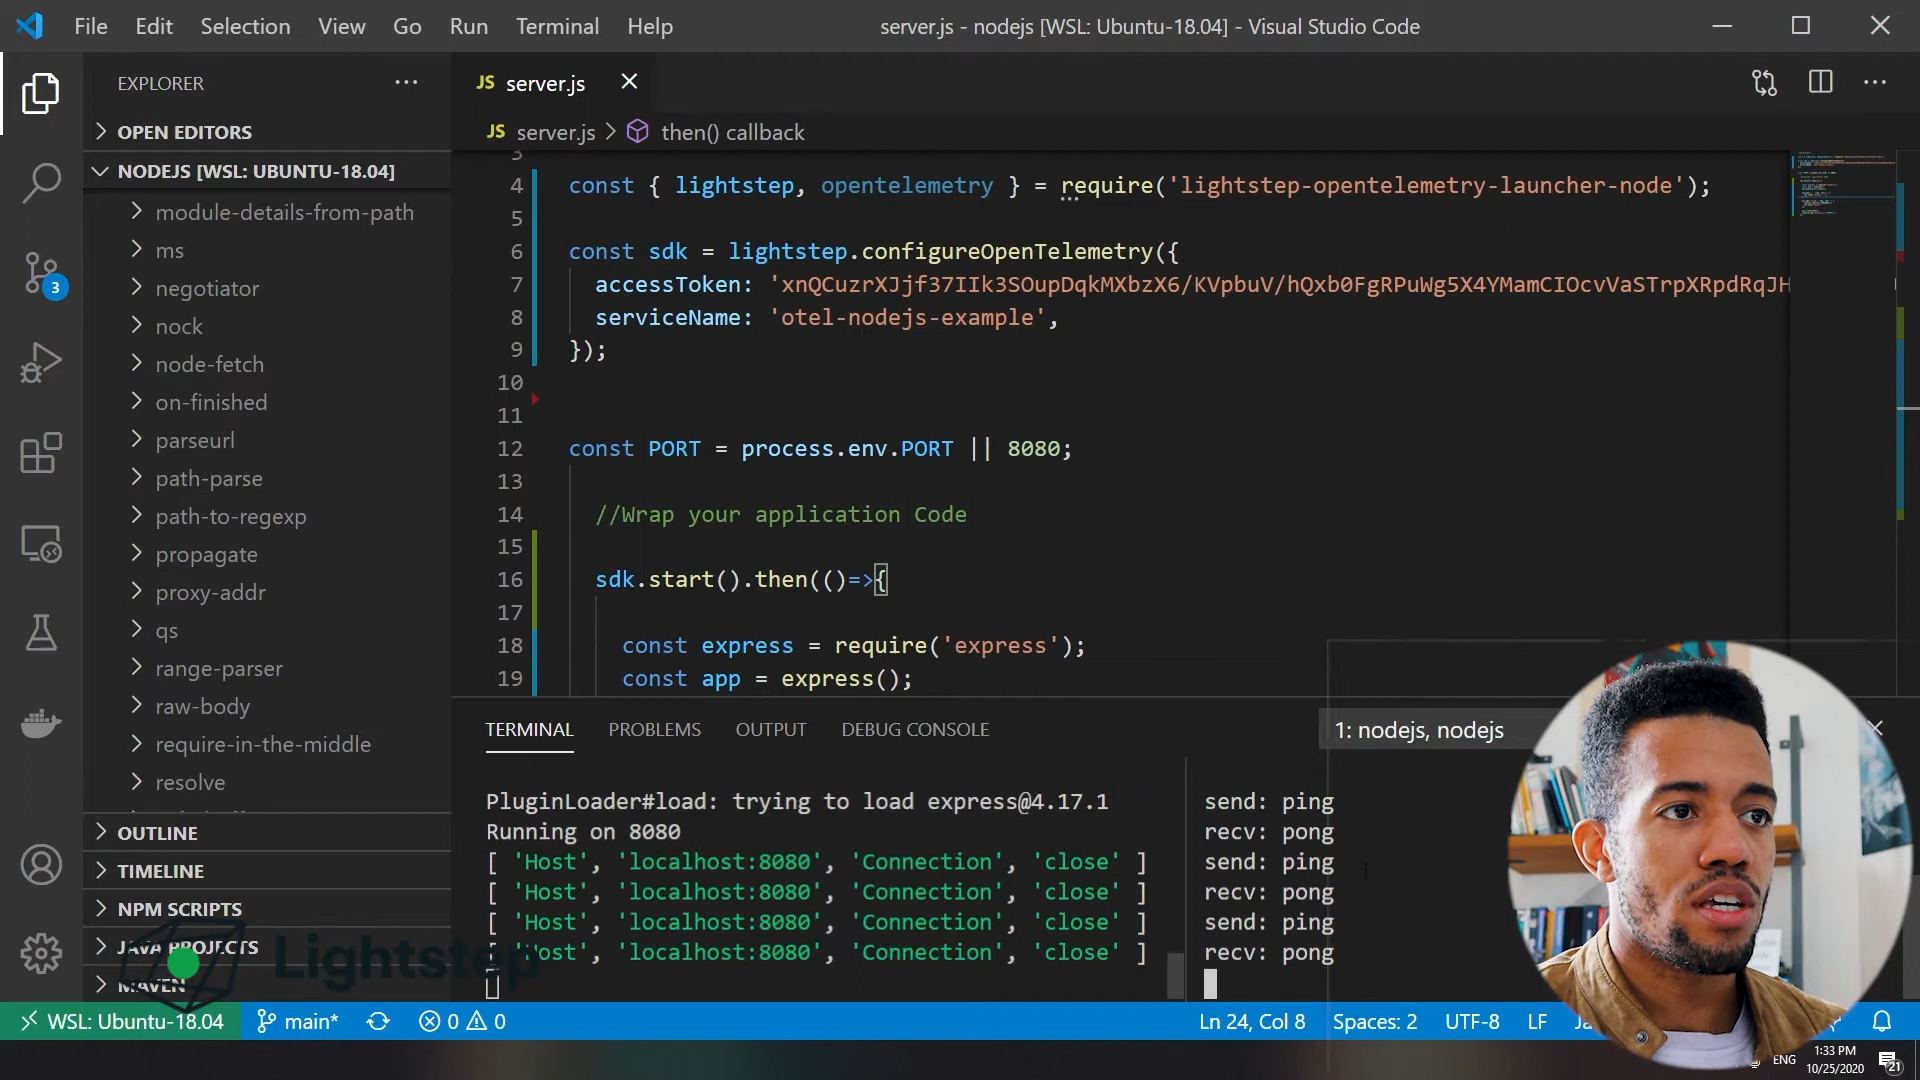 File Edit Selection View Go Run Terminal Help
server.js - nodejs [WSL: Ubuntu-18.04] - Visual Studio Code
EXPLORER
JS server.js
OPEN EDITORS
JS server.js > then() callback
NODEJS [WSL: UBUNTU-18.04]
module-details-from-path
ms
negotiator
nock
node-fetch
on-finished
parseurl
path-parse
path-to-regexp
propagate
proxy-addr
qs
range-parser
raw-body
require-in-the-middle
resolve
OUTLINE
TIMELINE
NPM SCRIPTS
JAVA PROJECTS
MAVEN
Lightstep
3
3
4 const { lightstep, opentelemetry } = require('lightstep-opentelemetry-launcher-node');
5
6 const sdk = lightstep.configureOpenTelemetry({
7 accessToken: 'xnQCuzrXJjf37IIk3SOupDqkMXbzX6/KVpbuV/hQxb0FgRPuWg5X4YMamCIOcvVaSTrpXRpdRqJH
8 serviceName: 'otel-nodejs-example',
9 });
10
11
12 const PORT = process.env.PORT || 8080;
13
14 //Wrap your application Code
15
16 sdk.start().then(()=>{
17
18 const express = require('express');
19 const app = express();
TERMINAL PROBLEMS OUTPUT DEBUG CONSOLE
1: nodejs, nodejs
PluginLoader#load: trying to load express@4.17.1
Running on 8080
[ 'Host', 'localhost:8080', 'Connection', 'close' ]
[ 'Host', 'localhost:8080', 'Connection', 'close' ]
[ 'Host', 'localhost:8080', 'Connection', 'close' ]
[ 'Host', 'localhost:8080', 'Connection', 'close' ]
send: ping
recv: pong
send: ping
recv: pong
send: ping
recv: pong
WSL: Ubuntu-18.04 main* 0 0
Ln 24, Col 8 Spaces: 2 UTF-8 LF
ENG
1:33 PM
10/25/2020
21